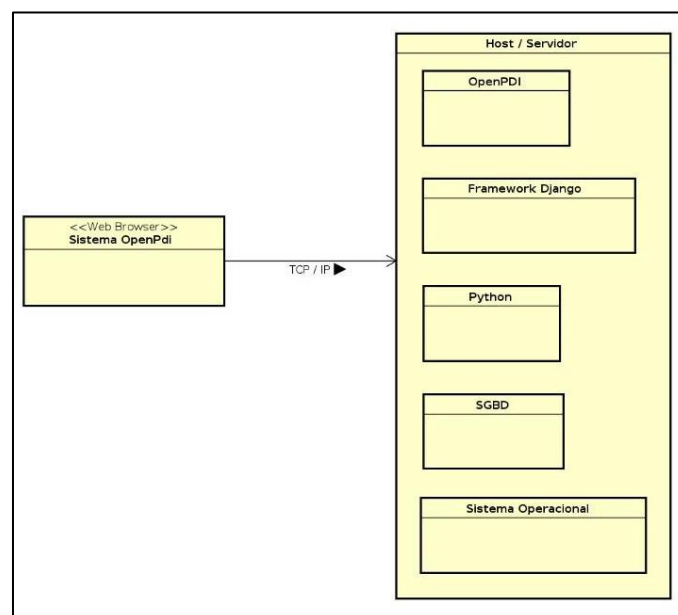 Host / Servidor
OpenPDI
Framework Django
<<Web Browser>>
Sistema OpenPdi
TCP / IP ▶
Python
SGBD
Sistema Operacional